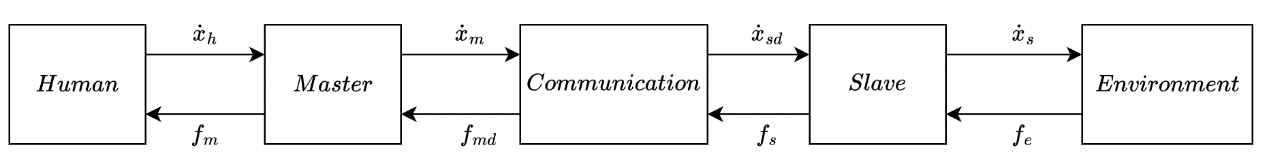 ẋ_h ẋ_m ẋ_sd ẋ_s
Human Master Communication Slave Environment
f_m f_md f_s f_e